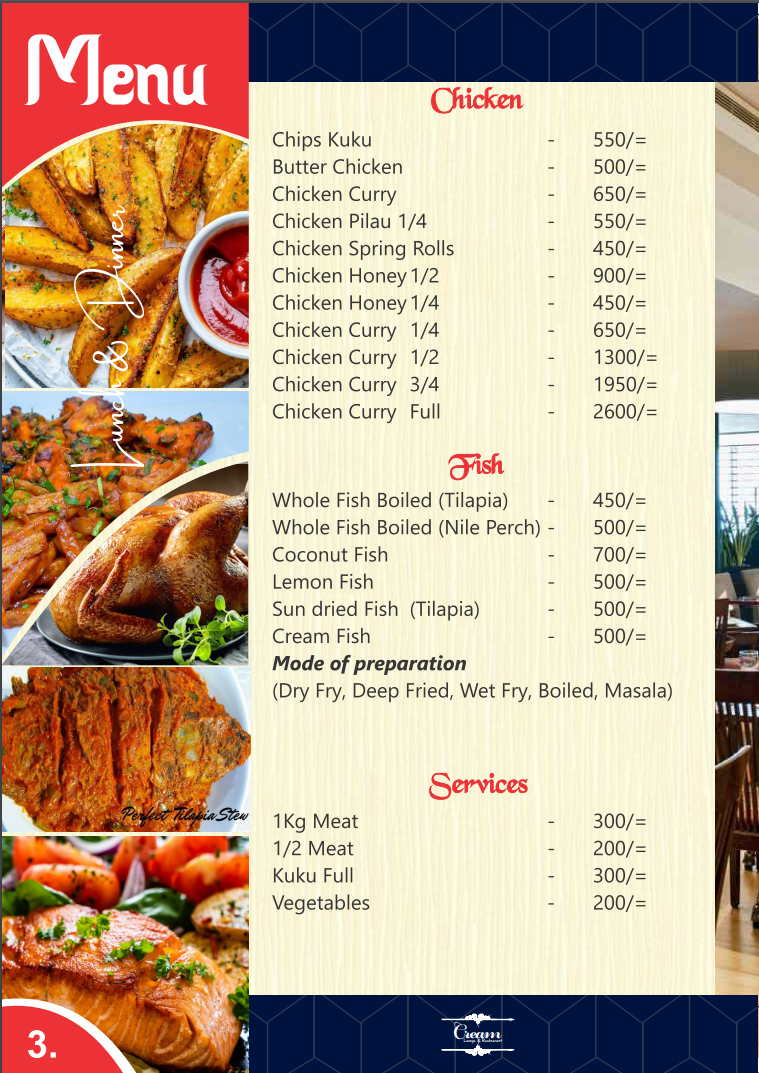 Menu
Lunch & Dinner
Chicken
Chips Kuku - 550/=
Butter Chicken - 500/=
Chicken Curry - 650/=
Chicken Pilau 1/4 - 550/=
Chicken Spring Rolls - 450/=
Chicken Honey 1/2 - 900/=
Chicken Honey 1/4 - 450/=
Chicken Curry 1/4 - 650/=
Chicken Curry 1/2 - 1300/=
Chicken Curry 3/4 - 1950/=
Chicken Curry Full - 2600/=
Fish
Whole Fish Boiled (Tilapia) - 450/=
Whole Fish Boiled (Nile Perch) - 500/=
Coconut Fish - 700/=
Lemon Fish - 500/=
Sun dried Fish (Tilapia) - 500/=
Cream Fish - 500/=
Mode of preparation
(Dry Fry, Deep Fried, Wet Fry, Boiled, Masala)
Perfect Tilapia Stew
Services
1Kg Meat - 300/=
1/2 Meat - 200/=
Kuku Full - 300/=
Vegetables - 200/=
3.
Cream